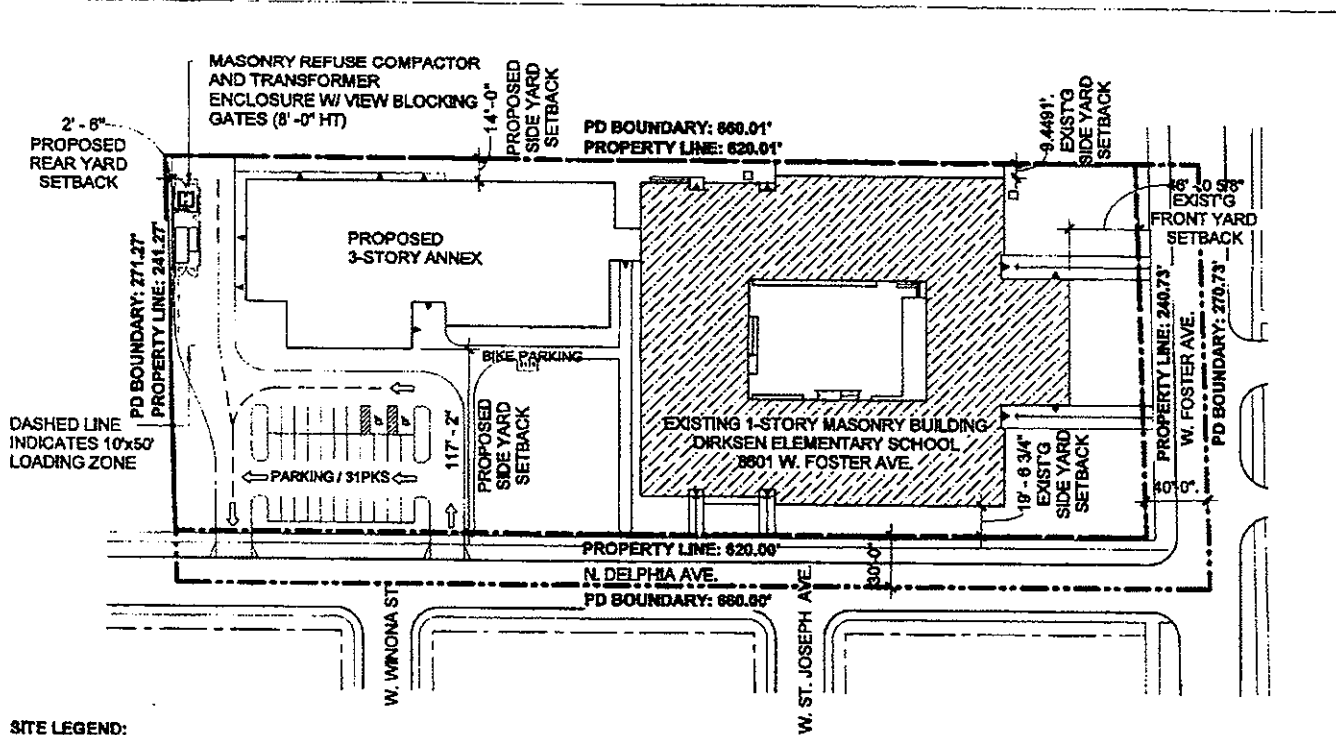 MASONRY REFUSE COMPACTOR
AND TRANSFORMER
ENCLOSURE W/ VIEW BLOCKING
GATES (8'-0" HT)
2'-6"
PROPOSED
REAR YARD
SETBACK
14'-0"
PROPOSED
SIDE YARD
SETBACK
PD BOUNDARY: 660.01'
PROPERTY LINE: 620.01'
9.4491'
EXIST'G
SIDE YARD
SETBACK
EXIST'G
FRONT YARD
SETBACK
PD BOUNDARY: 271.27'
PROPERTY LINE: 241.27'
PROPOSED
3-STORY ANNEX
BIKE PARKING
DASHED LINE
INDICATES 10'x50'
LOADING ZONE
PARKING / 31PKS
117'-2"
PROPOSED
SIDE YARD
SETBACK
EXISTING 1-STORY MASONRY BUILDING
DIRKSEN ELEMENTARY SCHOOL
8601 W. FOSTER AVE.
19'-6 3/4"
EXIST'G
SIDE YARD
SETBACK
PROPERTY LINE: 240.73'
W. FOSTER AVE.
PD BOUNDARY: 270.73'
40'-0"
PROPERTY LINE: 620.00'
N. DELPHIA AVE.
PD BOUNDARY: 660.00'
30'-0"
W. WINONA ST.
W. ST. JOSEPH AVE.
SITE LEGEND: